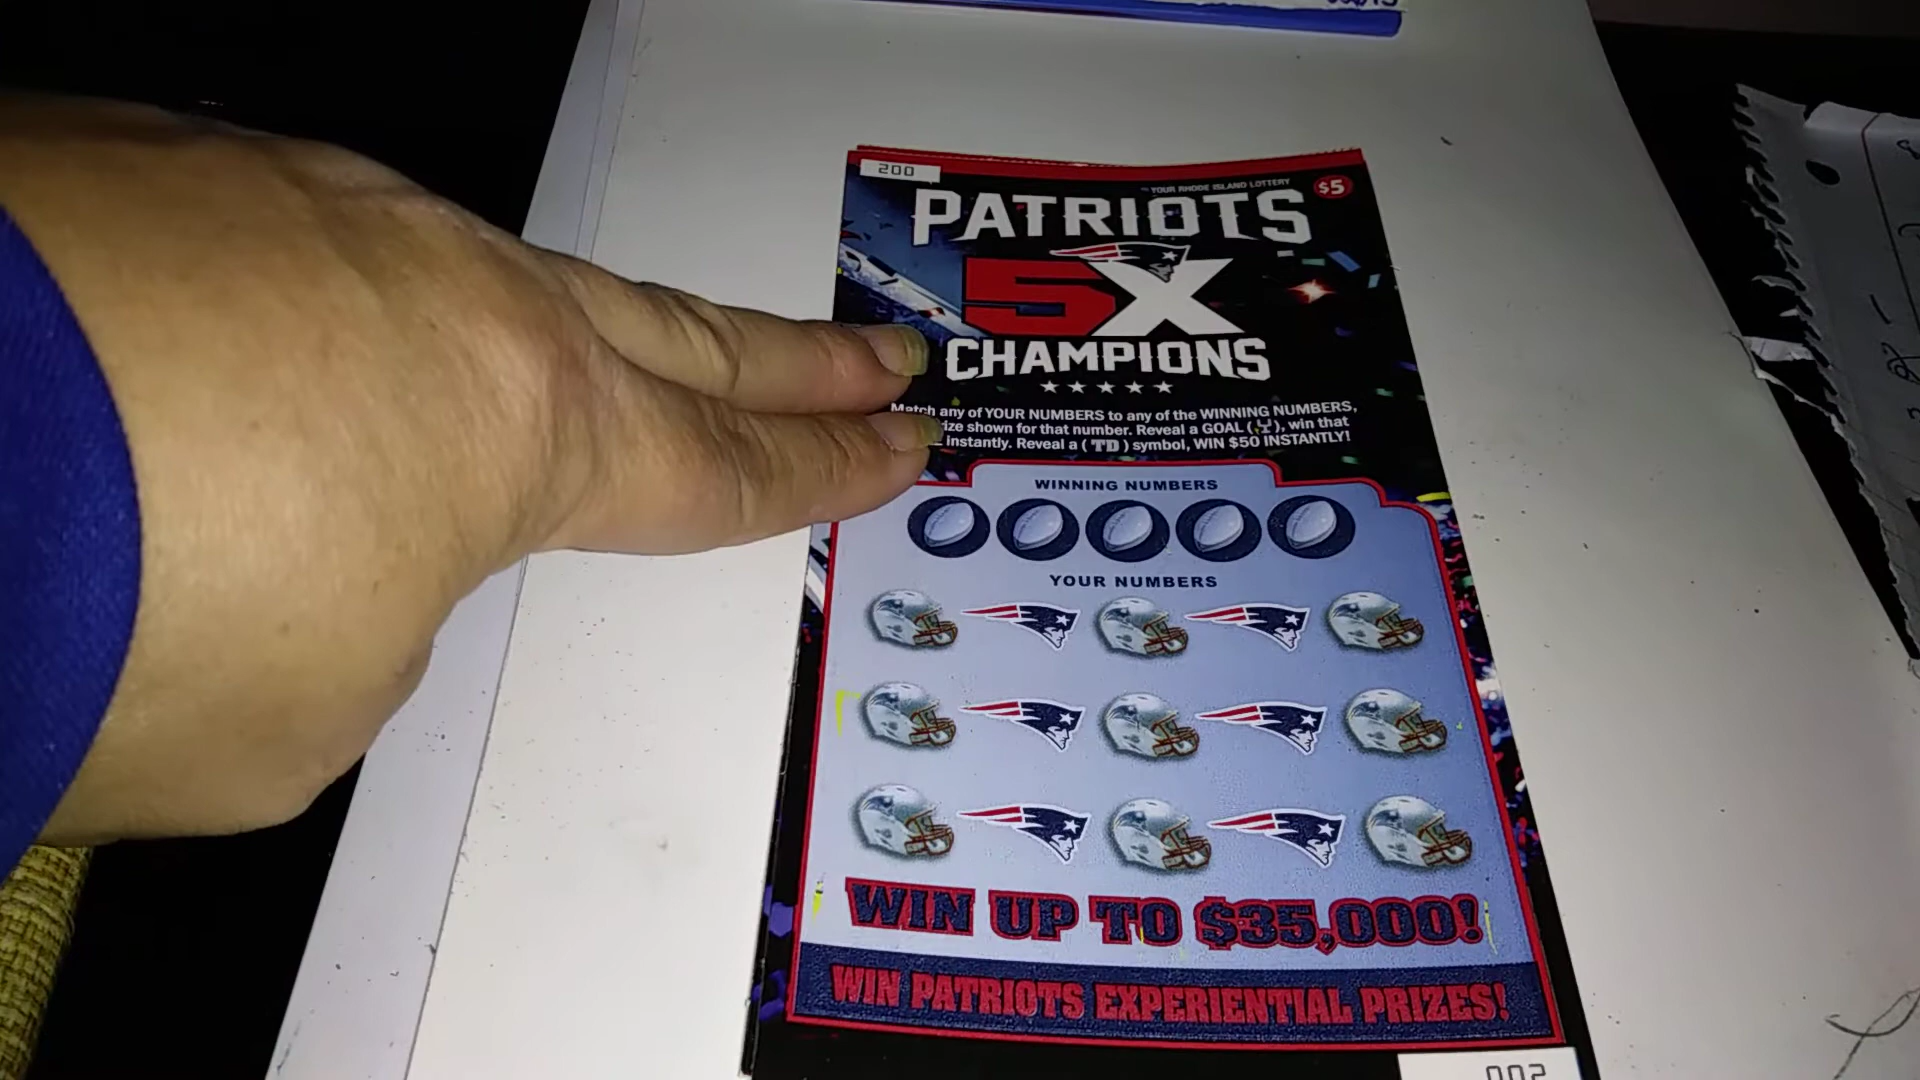 200
YOUR RHODE ISLAND LOTTERY
$5
PATRIOTS
5X
CHAMPIONS
Match any of YOUR NUMBERS to any of the WINNING NUMBERS,
shown for that number. Reveal a GOAL ( ), win that
instantly. Reveal a ( TD ) symbol, WIN $50 INSTANTLY!
WINNING NUMBERS
YOUR NUMBERS
WIN UP TO $35,000!
WIN PATRIOTS EXPERIENTIAL PRIZES!
002